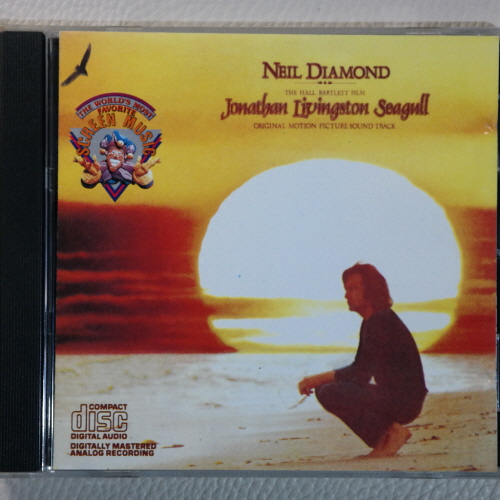 NEIL DIAMOND
THE HALL BARTLETT FILM
Jonathan Livingston Seagull
ORIGINAL MOTION PICTURE SOUND TRACK
THE WORLD'S MOST
FAVORITE
SCREEN MUSIC
COMPACT
disc
DIGITAL AUDIO
DIGITALLY MASTERED
ANALOG RECORDING